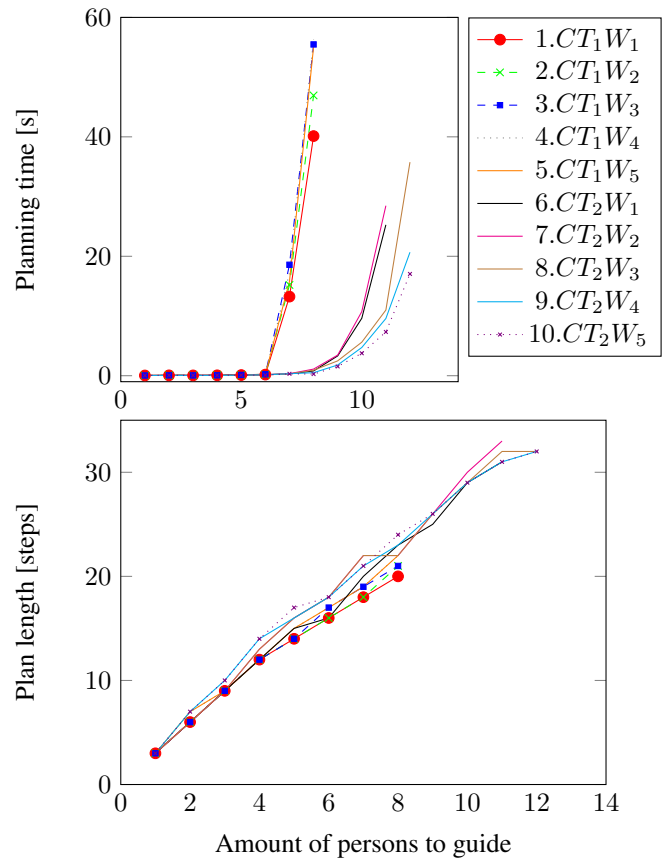 60
40
20
0
0 5 10
Planning time [s]
1.CT₁W₁
2.CT₁W₂
3.CT₁W₃
4.CT₁W₄
5.CT₁W₅
6.CT₂W₁
7.CT₂W₂
8.CT₂W₃
9.CT₂W₄
10.CT₂W₅
30
20
10
0
0 2 4 6 8 10 12 14
Plan length [steps]
Amount of persons to guide